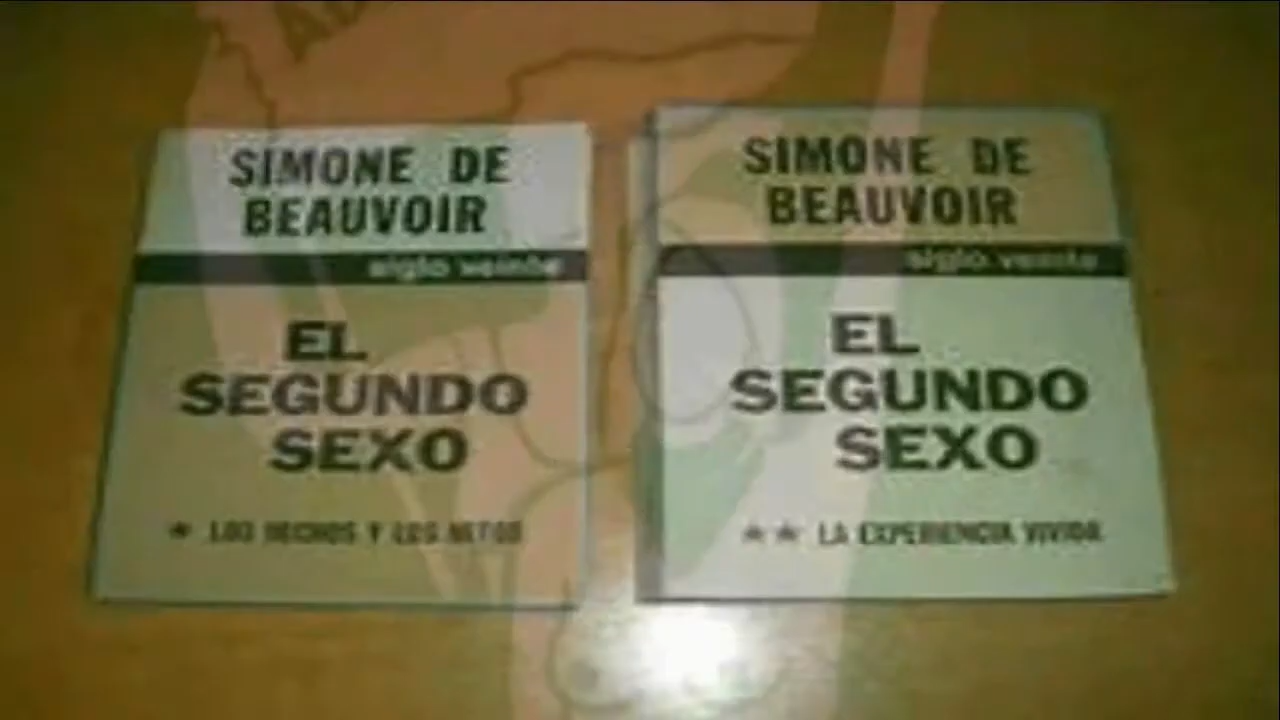 SIMONE DE
BEAUVOIR
siglo veinte
EL
SEGUNDO
SEXO
* LOS HECHOS Y LOS MITOS
SIMONE DE
BEAUVOIR
siglo veinte
EL
SEGUNDO
SEXO
** LA EXPERIENCIA VIVIDA